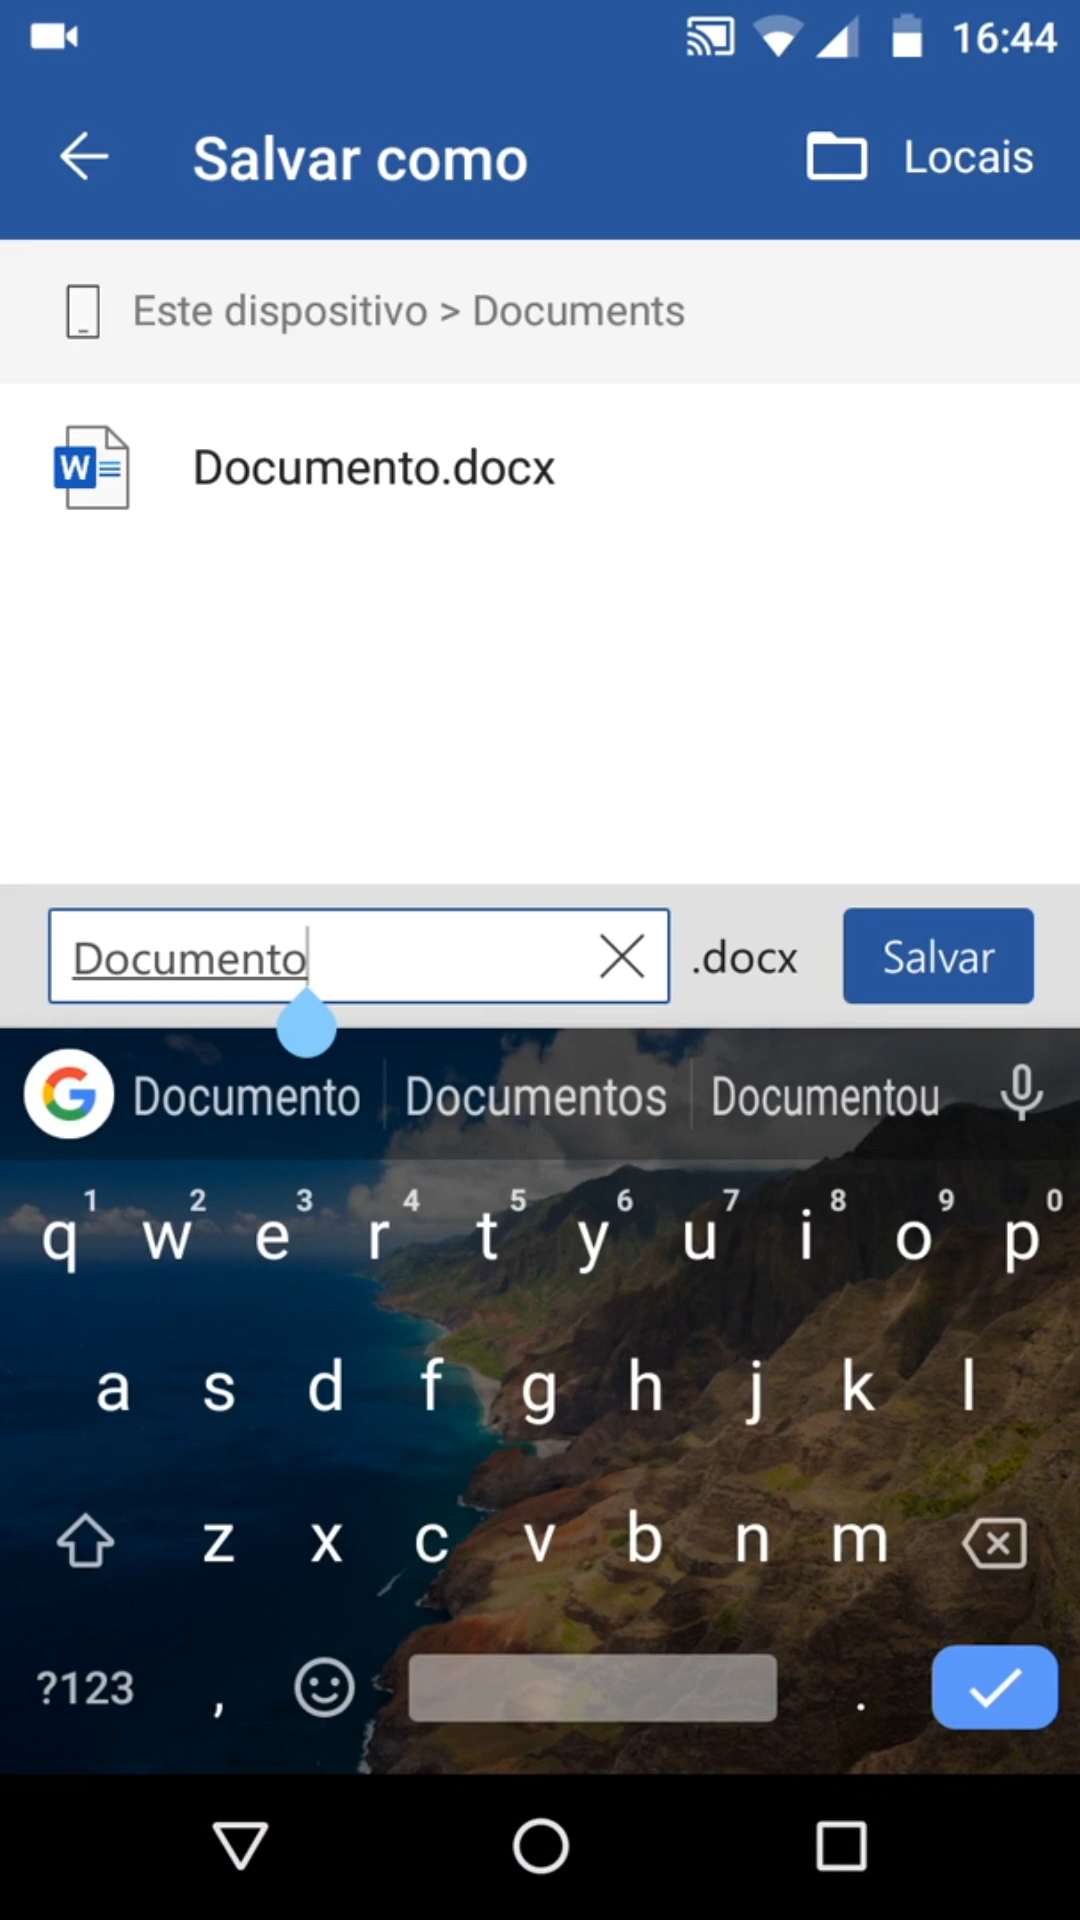 16:44
Salvar como
Locais
Este dispositivo > Documents
W
Documento.docx
Documento
.docx
Salvar
G Documento Documentos Documentou
1 2 3 4 5 6 7 8 9 0
q w e r t y u i o p
a s d f g h j k l
z x c v b n m
?123 , .